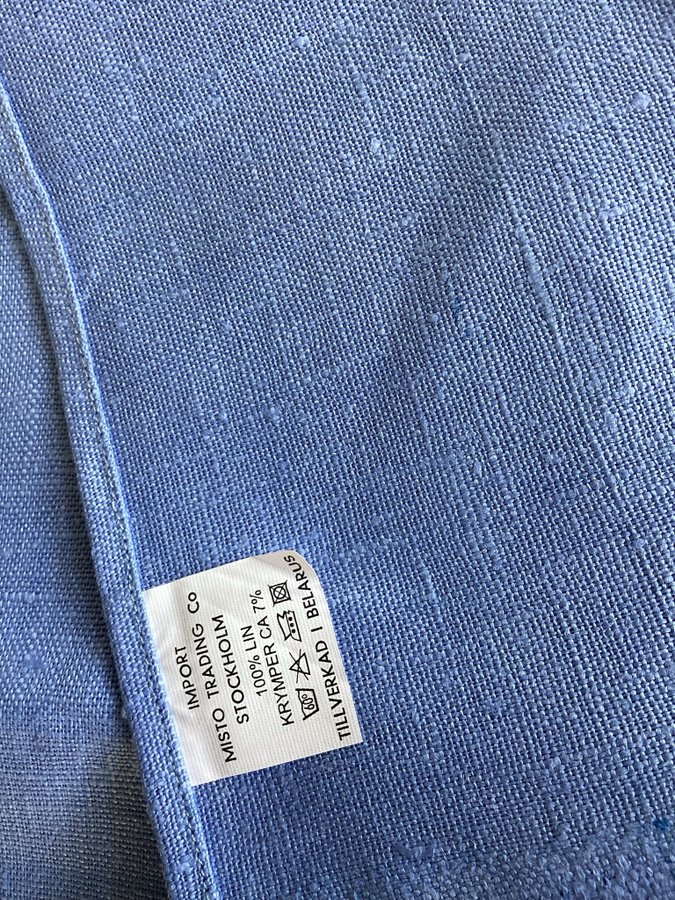 IMPORT
MISTO TRADING Co
STOCKHOLM
100% LIN
KRYMPER CA 7%
60°
TILLVERKAD I BELARUS